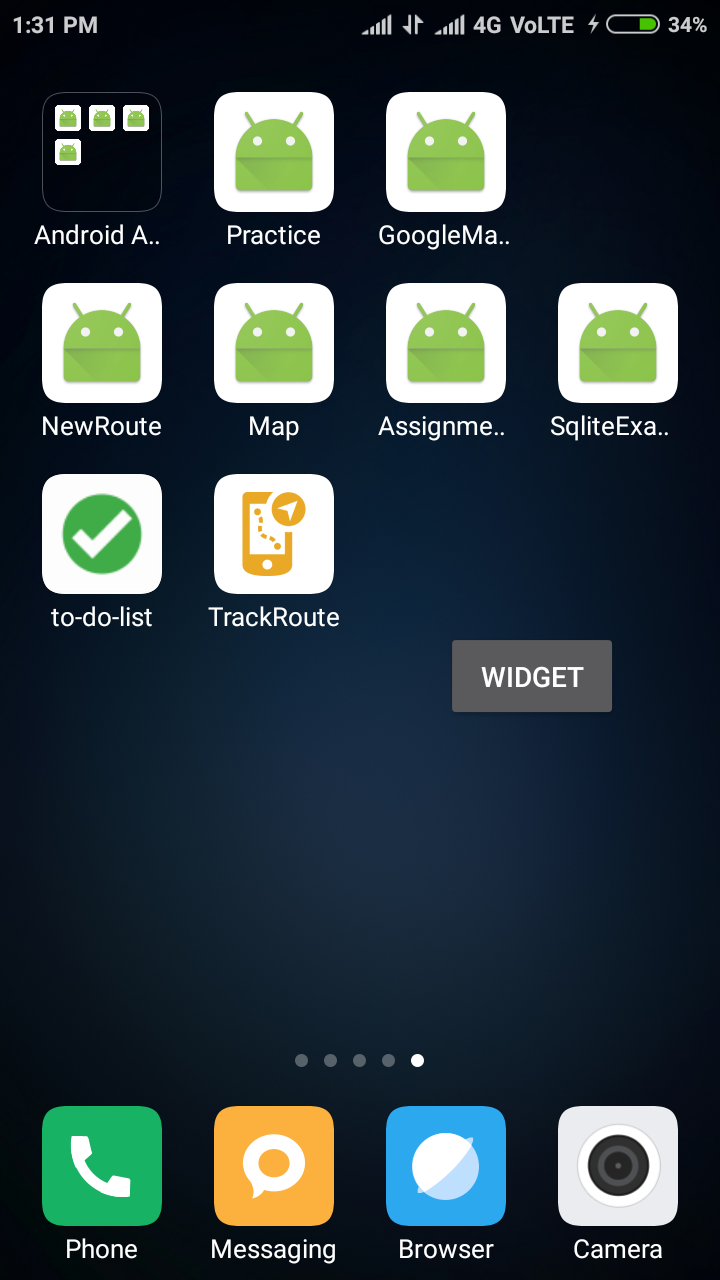 1:31 PM 4G VoLTE 34%
Android A.. Practice GoogleMa..
NewRoute Map Assignme.. SqliteExa..
to-do-list TrackRoute
WIDGET
Phone Messaging Browser Camera